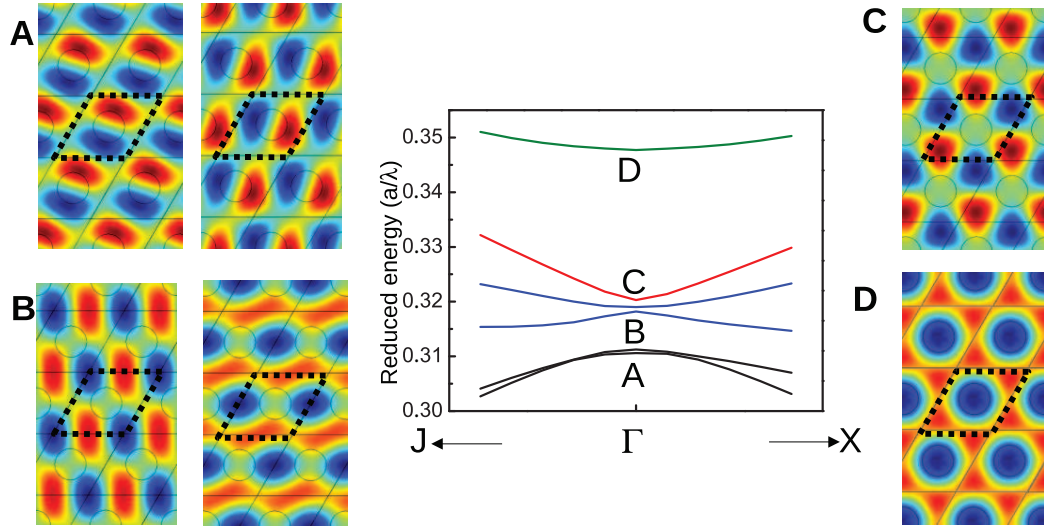 A
B
C
D
Reduced energy (a/λ)
0.35
0.34
0.33
0.32
0.31
0.30
D
C
B
A
J
Γ
X